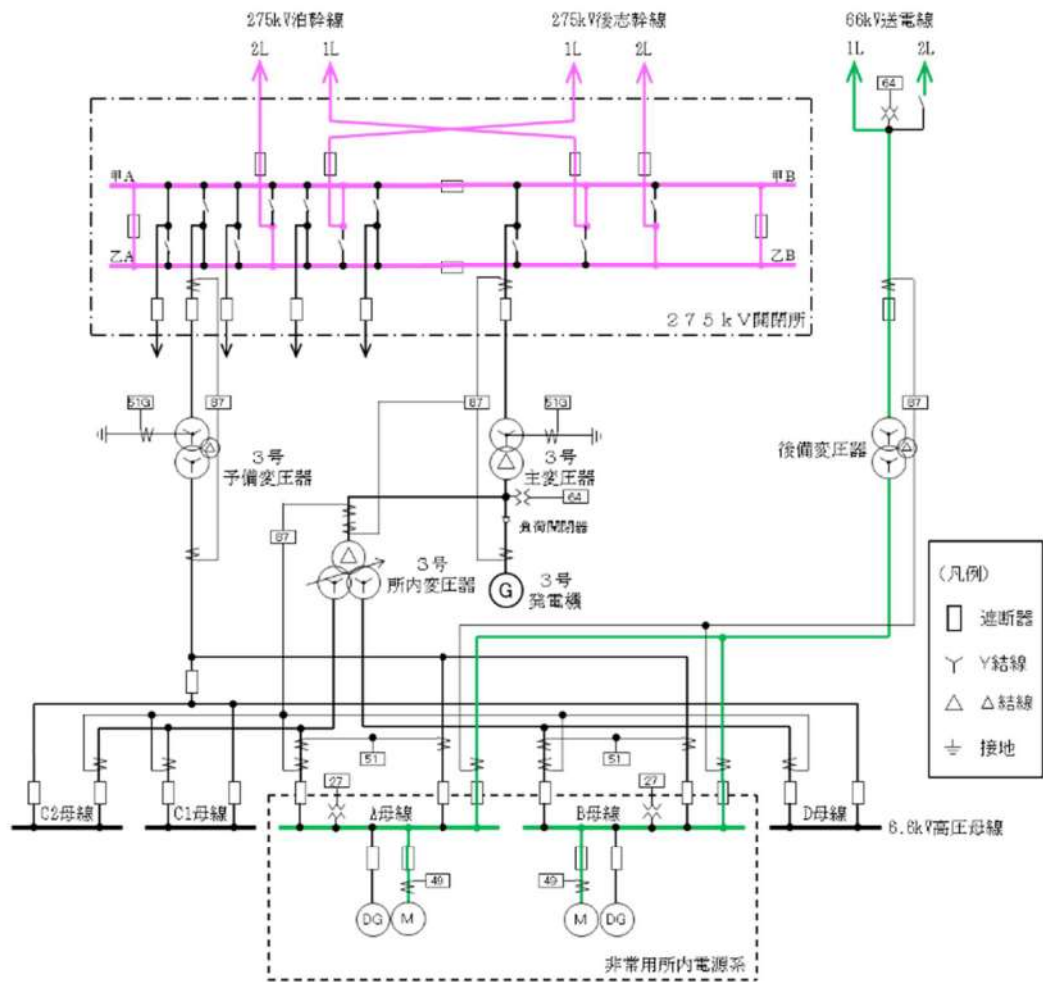 275kV泊幹線 275kV後志幹線 66kV送電線
2L 1L 1L 2L 1L 2L
64
甲A 甲B
乙A 乙B
275kV開閉所
51G 87 87 51G 87
3号
予備変圧器
3号
主変圧器
後備変圧器
64
負荷開閉器
87
3号
所内変圧器
G
3号
発電機
(凡例)
遮断器
Y結線
Δ結線
接地
51 51
27 27
C2母線 C1母線 A母線 B母線 D母線 6.6kV高圧母線
49 49
DG M M DG
非常用所内電源系